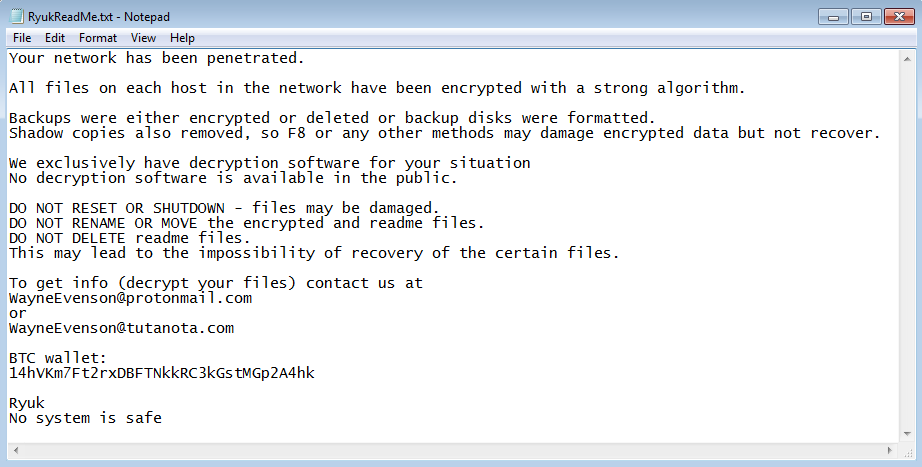 RyukReadMe.txt - Notepad
File Edit Format View Help
Your network has been penetrated.
All files on each host in the network have been encrypted with a strong algorithm.
Backups were either encrypted or deleted or backup disks were formatted.
Shadow copies also removed, so F8 or any other methods may damage encrypted data but not recover.
We exclusively have decryption software for your situation
No decryption software is available in the public.
DO NOT RESET OR SHUTDOWN - files may be damaged.
DO NOT RENAME OR MOVE the encrypted and readme files.
DO NOT DELETE readme files.
This may lead to the impossibility of recovery of the certain files.
To get info (decrypt your files) contact us at
WayneEvenson@protonmail.com
or
WayneEvenson@tutanota.com
BTC wallet:
14hVKm7Ft2rxDBFTNkkRC3kGstMGp2A4hk
Ryuk
No system is safe